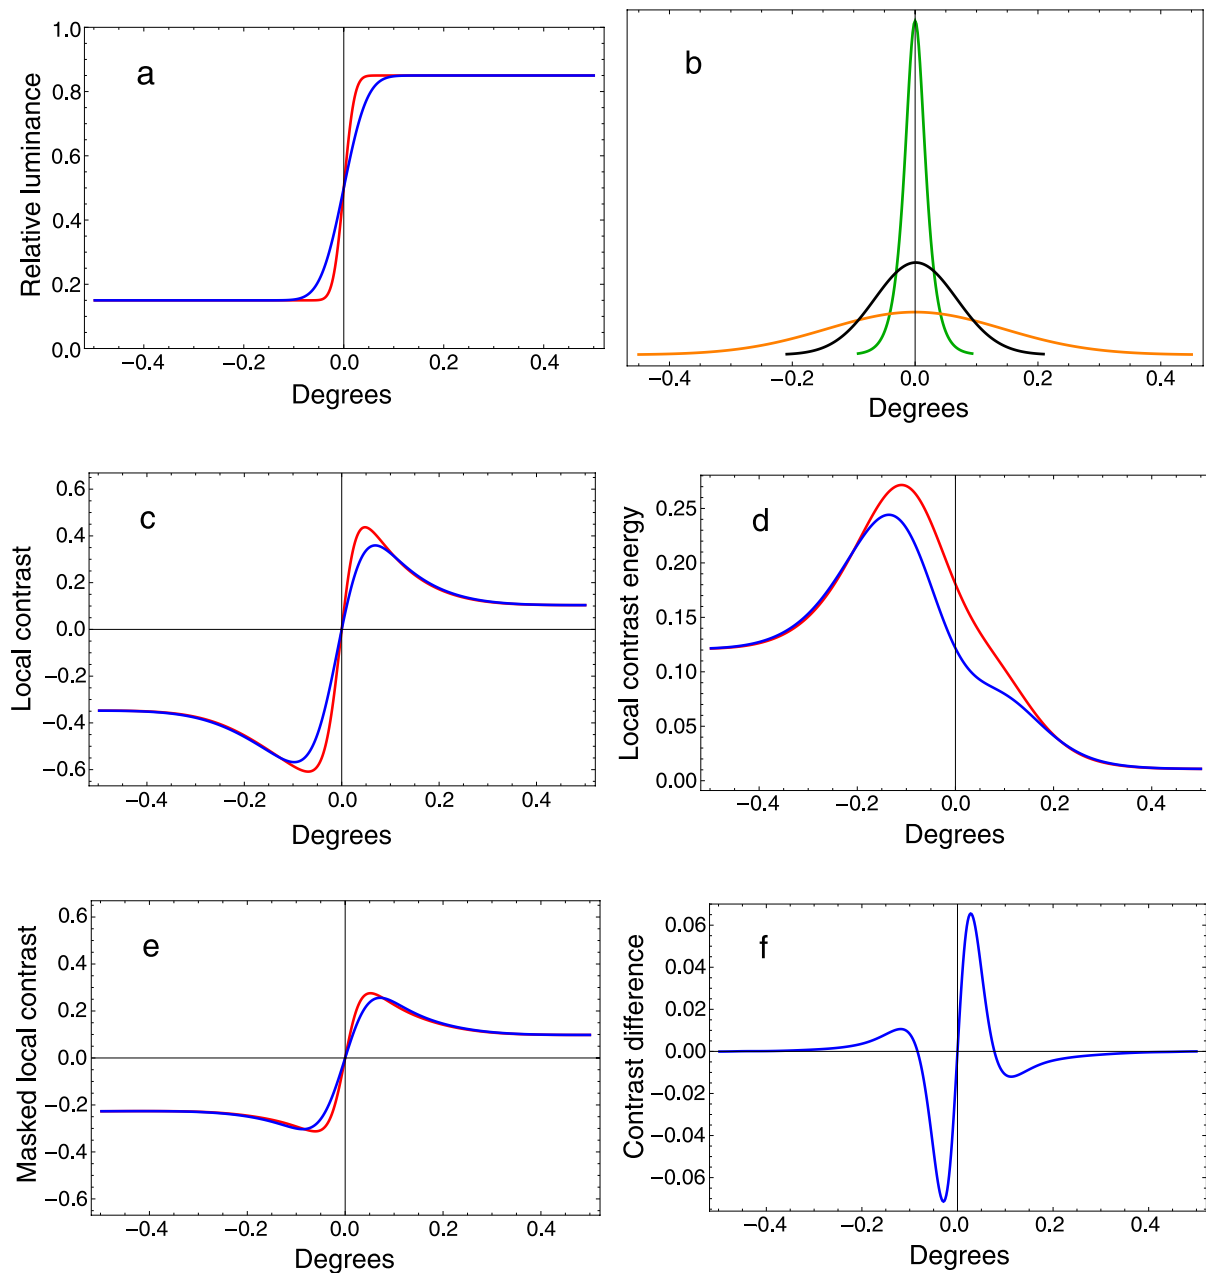 a
Relative luminance
1.0
0.8
0.6
0.4
0.2
0.0
−0.4 −0.2 0.0 0.2 0.4
Degrees
b
−0.4 −0.2 0.0 0.2 0.4
Degrees
c
Local contrast
0.6
0.4
0.2
0.0
−0.2
−0.4
−0.6
−0.4 −0.2 0.0 0.2 0.4
Degrees
d
Local contrast energy
0.25
0.20
0.15
0.10
0.05
0.00
−0.4 −0.2 0.0 0.2 0.4
Degrees
e
Masked local contrast
0.6
0.4
0.2
0.0
−0.2
−0.4
−0.6
−0.4 −0.2 0.0 0.2 0.4
Degrees
f
Contrast difference
0.06
0.04
0.02
0.00
−0.02
−0.04
−0.06
−0.4 −0.2 0.0 0.2 0.4
Degrees